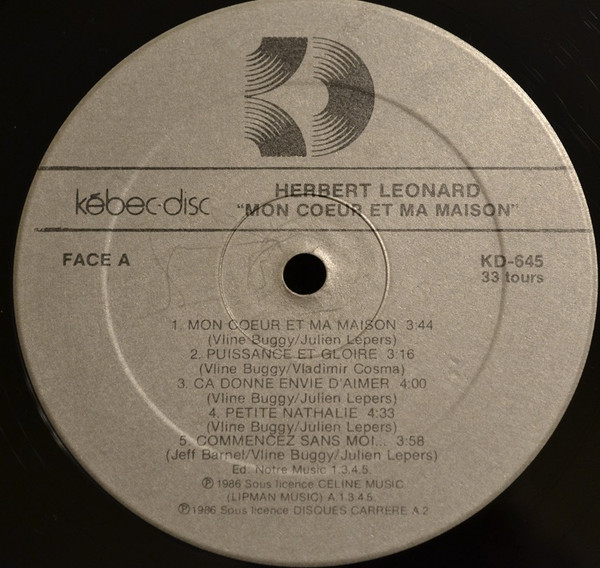 HERBERT LEONARD
kébec-disc "MON COEUR ET MA MAISON"
FACE A
KD-645
33 tours
1. MON COEUR ET MA MAISON 3:44
(Vline Buggy/Julien Lepers)
2. PUISSANCE ET GLOIRE 3:16
(Vline Buggy/Vladimir Cosma)
3. CA DONNE ENVIE D'AIMER 4:00
(Vline Buggy/Julien Lepers)
4. PETITE NATHALIE 4:33
(Vline Buggy/Julien Lepers)
5. COMMENCEZ SANS MOI... 3:58
(Jeff Barnel/Vline Buggy/Julien Lepers)
Ed: Notre Music 1.3.4.5.
℗1986 Sous licence CELINE MUSIC
(LIPMAN MUSIC) A 1.3.4.5.
℗1986 Sous licence DISQUES CARRERE A 2